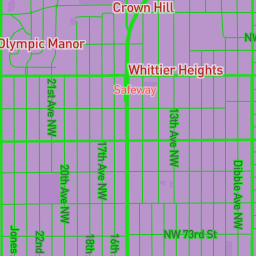 Crown Hill
Olympic Manor
NW
Whittier Heights
Safeway
21st Ave NW
13th Ave NW
17th Ave NW
20th Ave NW
Dibble Ave NW
NW 73rd St
Jones
22nd
18th
16th